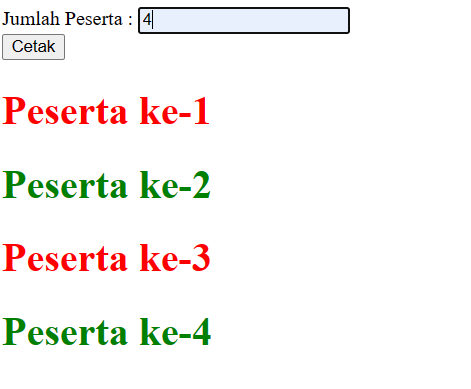 Jumlah Peserta : 4
Cetak
Peserta ke-1
Peserta ke-2
Peserta ke-3
Peserta ke-4